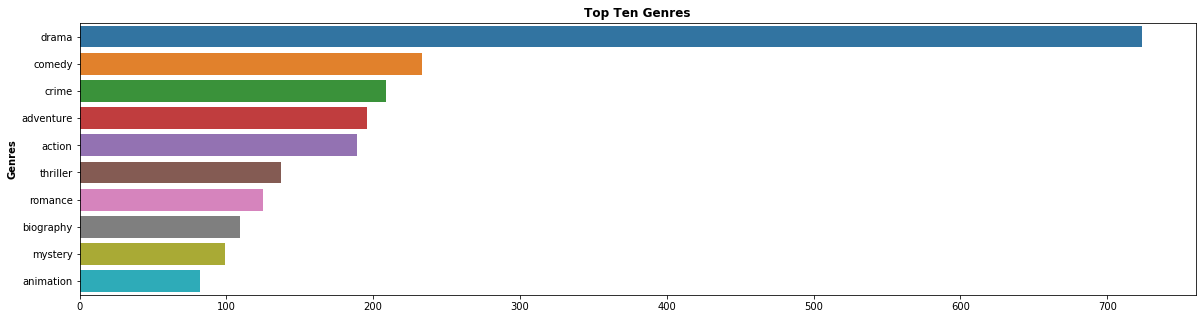 Top Ten Genres
Genres
drama
comedy
crime
adventure
action
thriller
romance
biography
mystery
animation
0 100 200 300 400 500 600 700